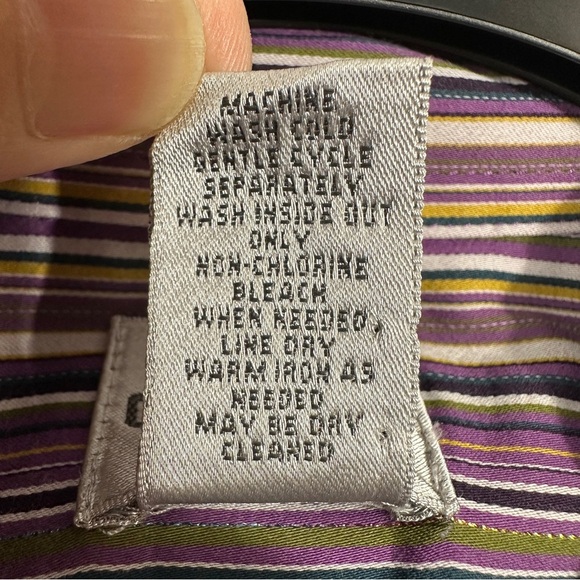 MACHINE
WASH COLD
GENTLE CYCLE
SEPARATELY
WASH INSIDE OUT
ONLY
NON-CHLORINE
BLEACH
WHEN NEEDED,
LINE DRY
WARM IRON AS
NEEDED
MAY BE DRY
CLEANED